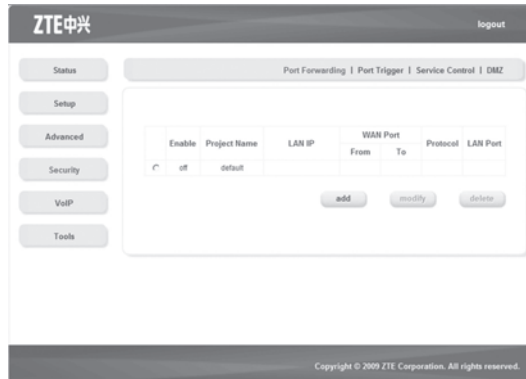 ZTE中兴
logout
Status
Setup
Advanced
Security
VoIP
Tools
Port Forwarding | Port Trigger | Service Control | DMZ
Enable Project Name LAN IP WAN Port Protocol LAN Port
From To
off default
add modify delete
Copyright © 2009 ZTE Corporation. All rights reserved.